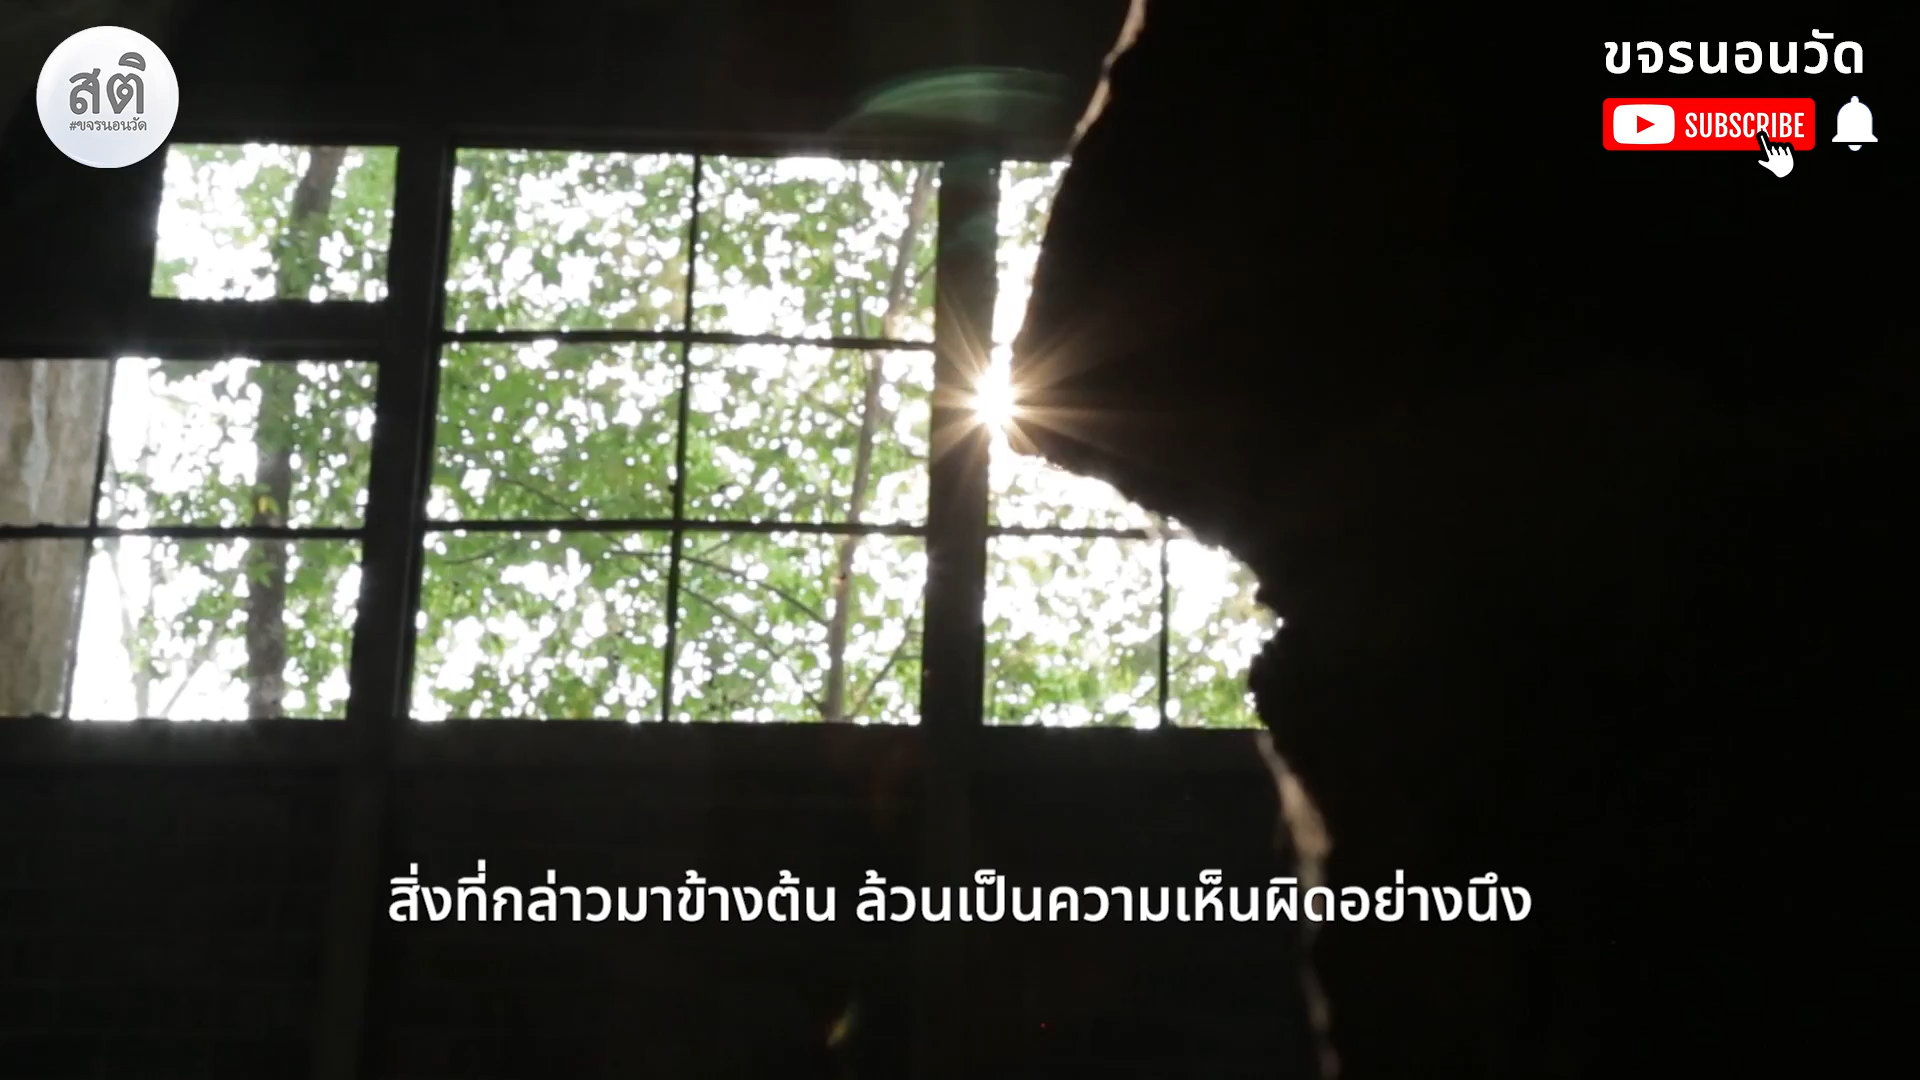 สติ
#ขจรนอนวัด
ขจรนอนวัด
SUBSCRIBE
สิ่งที่กล่าวมาข้างต้น ล้วนเป็นความเห็นผิดอย่างนึง